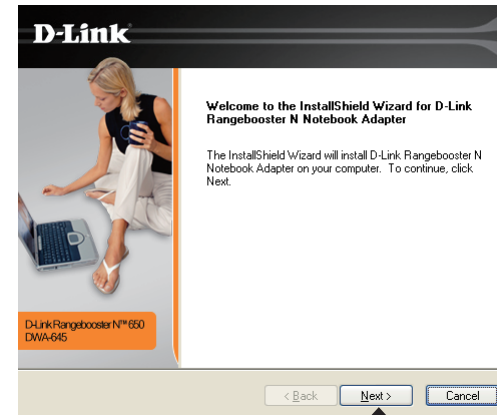 D-Link
Welcome to the InstallShield Wizard for D-Link
Rangebooster N Notebook Adapter
The InstallShield Wizard will install D-Link Rangebooster N
Notebook Adapter on your computer. To continue, click
Next.
D-Link Rangebooster N™ 650
DWA-645
< Back
Next >
Cancel